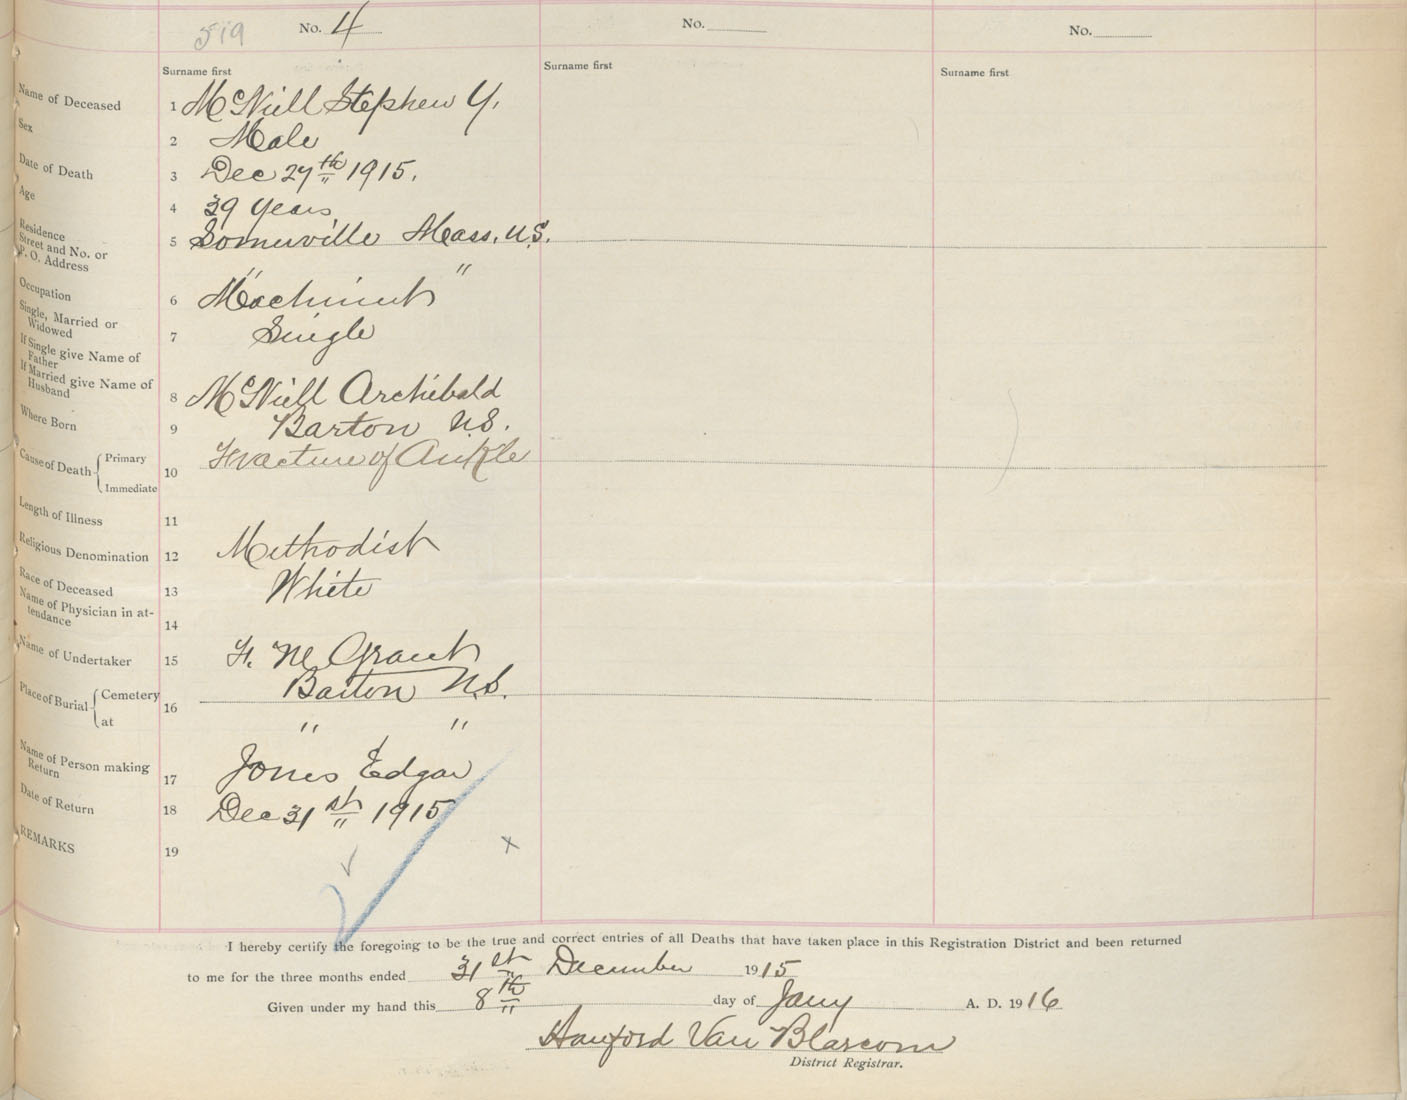 519 No. 4 No. No.
Surname first Surname first Surname first
Name of Deceased 1 McNeill Stephen Y.
Sex 2 Male
Date of Death 3 Dec 27th 1915.
Age 4 39 years
Residence
Street and No. or
P. O. Address 5 Somerville Mass. U.S.
" "
Occupation 6 Machinist
Single, Married or
Widowed 7 Single
If Single give Name of
Father
If Married give Name of
Husband 8 McNeill Archibald
Where Born 9 Barton N.S.
Cause of Death Primary 10 Fracture of Ankle
Immediate
Length of Illness 11
Religious Denomination 12 Methodist
Race of Deceased 13 White
Name of Physician in at-
tendance 14
Name of Undertaker 15 Grant
Place of Burial Cemetery 16 Barton N.S.
at " "
Name of Person making
Return 17 Jones Edgar
Date of Return 18 Dec 31st 1915
REMARKS 19
x
I hereby certify the foregoing to be the true and correct entries of all Deaths that have taken place in this Registration District and been returned
to me for the three months ended 31st December 1915
Given under my hand this 8th day of Jany A. D. 1916
Hanford Van Blarcom
District Registrar.